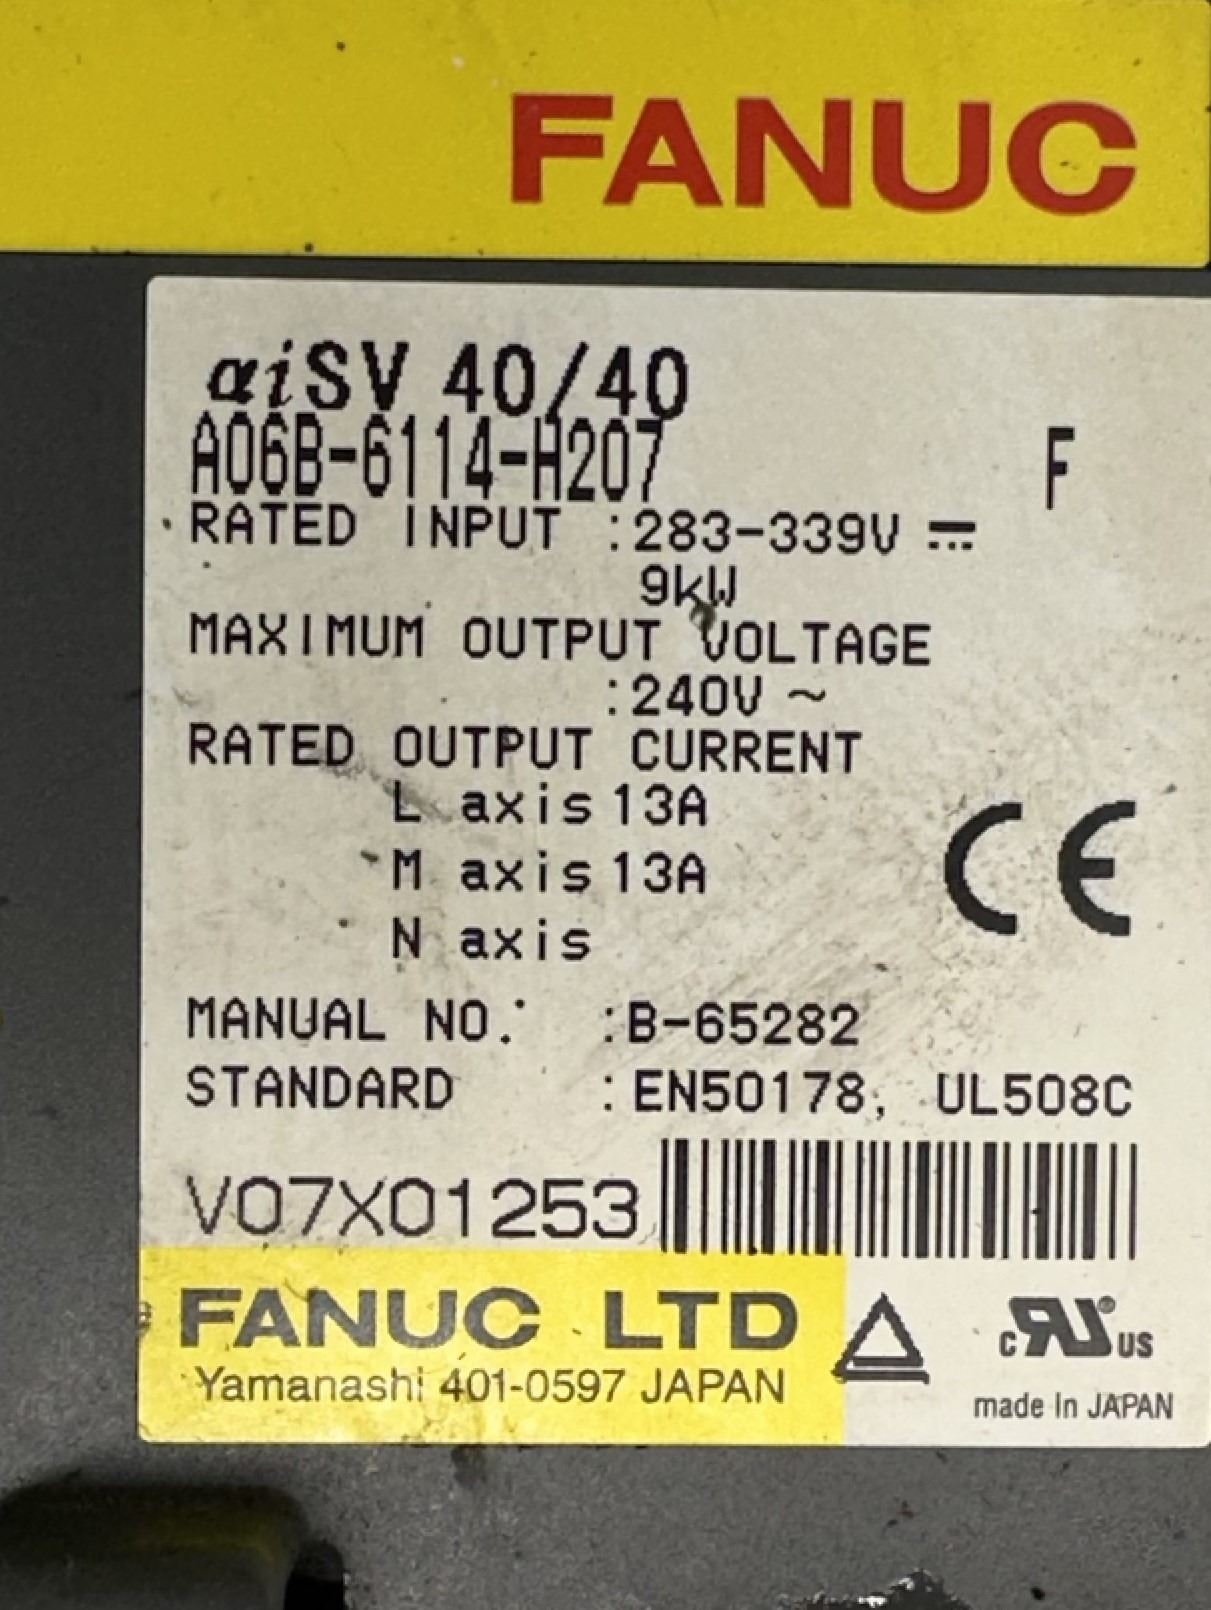 FANUC
αiSV 40/40
A06B-6114-H207 F
RATED INPUT :283-339V ⎓
9kW
MAXIMUM OUTPUT VOLTAGE
:240V ~
RATED OUTPUT CURRENT
L axis 13A
M axis 13A
N axis
MANUAL NO. :B-65282
STANDARD :EN50178, UL508C
V07X01253
FANUC LTD
Yamanashi 401-0597 JAPAN
CE
c RU ® US
made in JAPAN